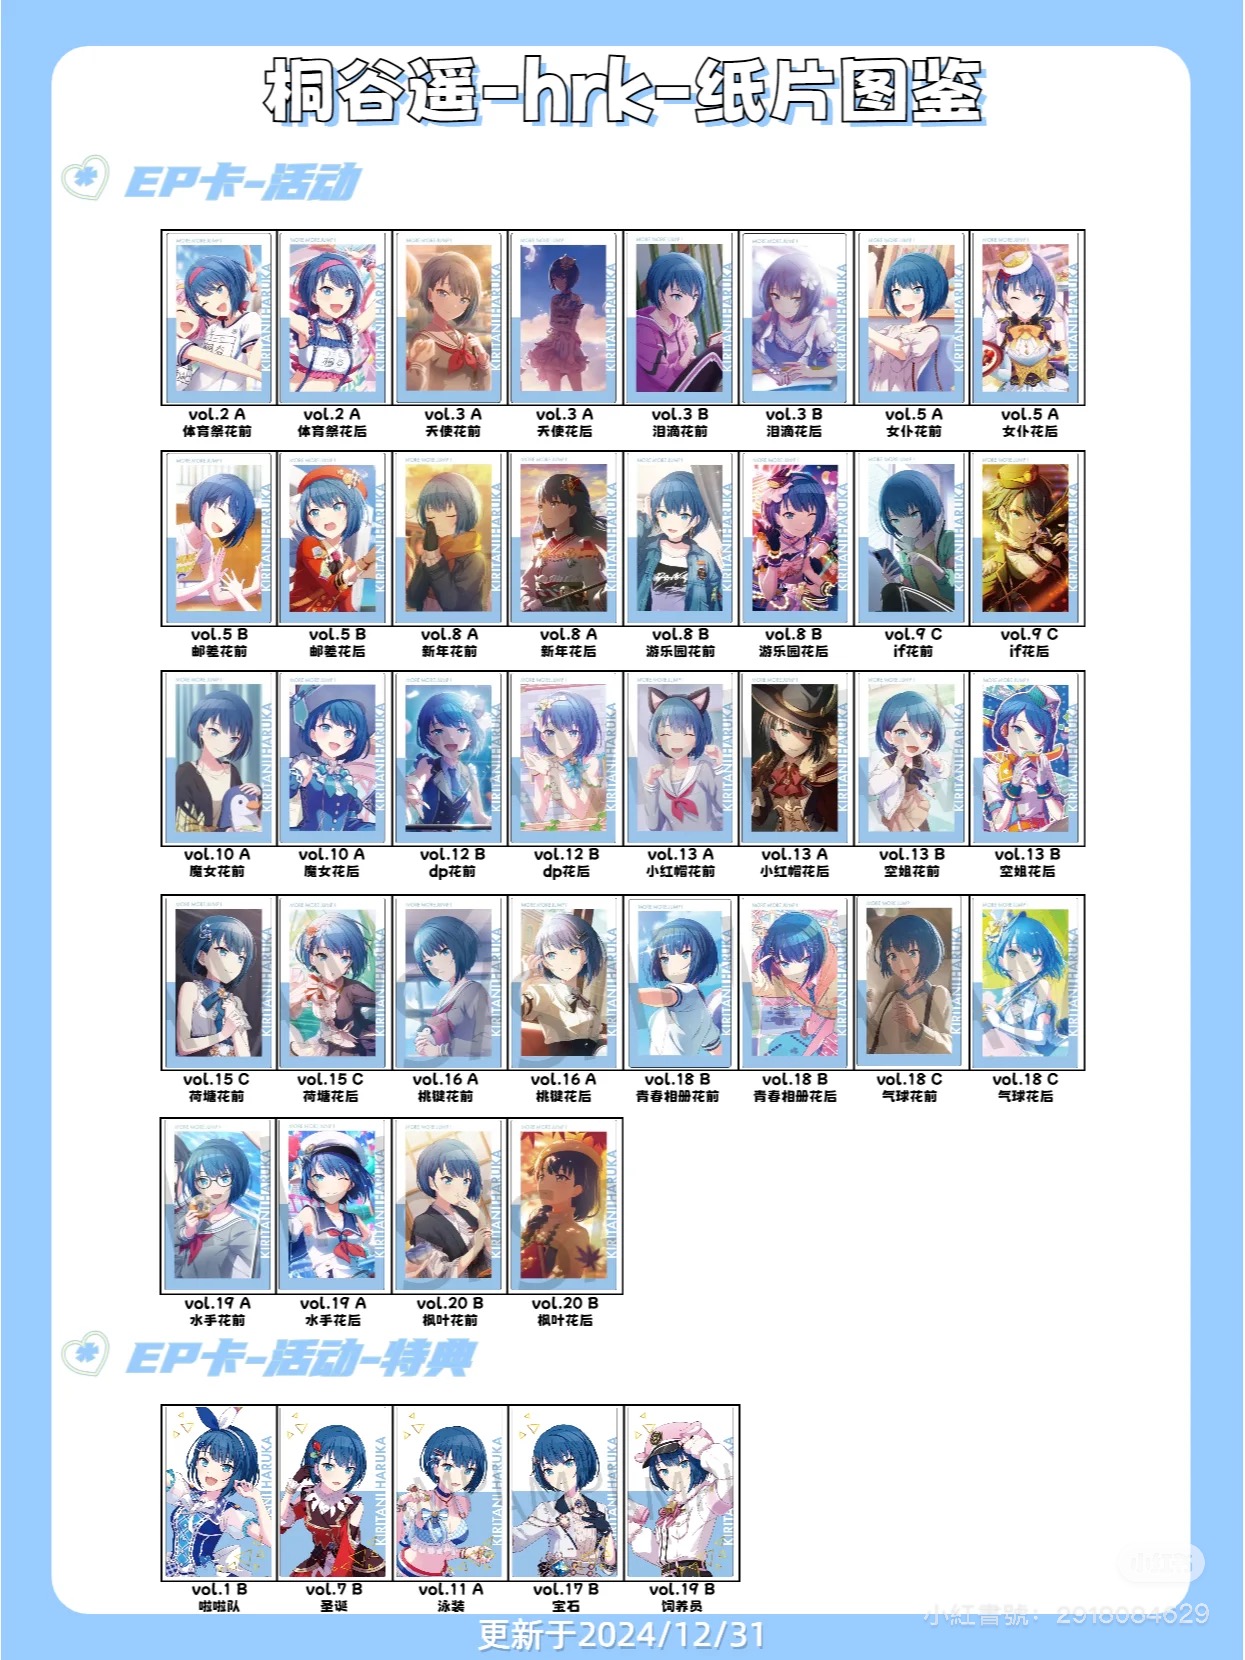 桐谷遥-hrk-纸片图鉴
EP卡-活动
vol.2 A vol.2 A vol.3 A vol.3 A vol.3 B vol.3 B vol.5 A vol.5 A
体育祭花前 体育祭花后 天使花前 天使花后 泪滴花前 泪滴花后 女仆花前 女仆花后
vol.5 B vol.5 B vol.8 A vol.8 A vol.8 B vol.8 B vol.9 C vol.9 C
邮差花前 邮差花后 新年花前 新年花后 游乐园花前 游乐园花后 if花前 if花后
vol.10 A vol.10 A vol.12 B vol.12 B vol.13 A vol.13 A vol.13 B vol.13 B
魔女花前 魔女花后 dp花前 dp花后 小红帽花前 小红帽花后 空姐花前 空姐花后
vol.15 C vol.15 C vol.16 A vol.16 A vol.18 B vol.18 B vol.18 C vol.18 C
荷塘花前 荷塘花后 桃键花前 桃键花后 青春相册花前 青春相册花后 气球花前 气球花后
vol.19 A vol.19 A vol.20 B vol.20 B
水手花前 水手花后 枫叶花前 枫叶花后
EP卡-活动-特典
KIRITANI HARUKA
vol.1 B vol.7 B vol.11 A vol.17 B vol.19 B
啦啦队 圣诞 泳装 宝石 饲养员
小紅書號：2918084629
更新于2024/12/31